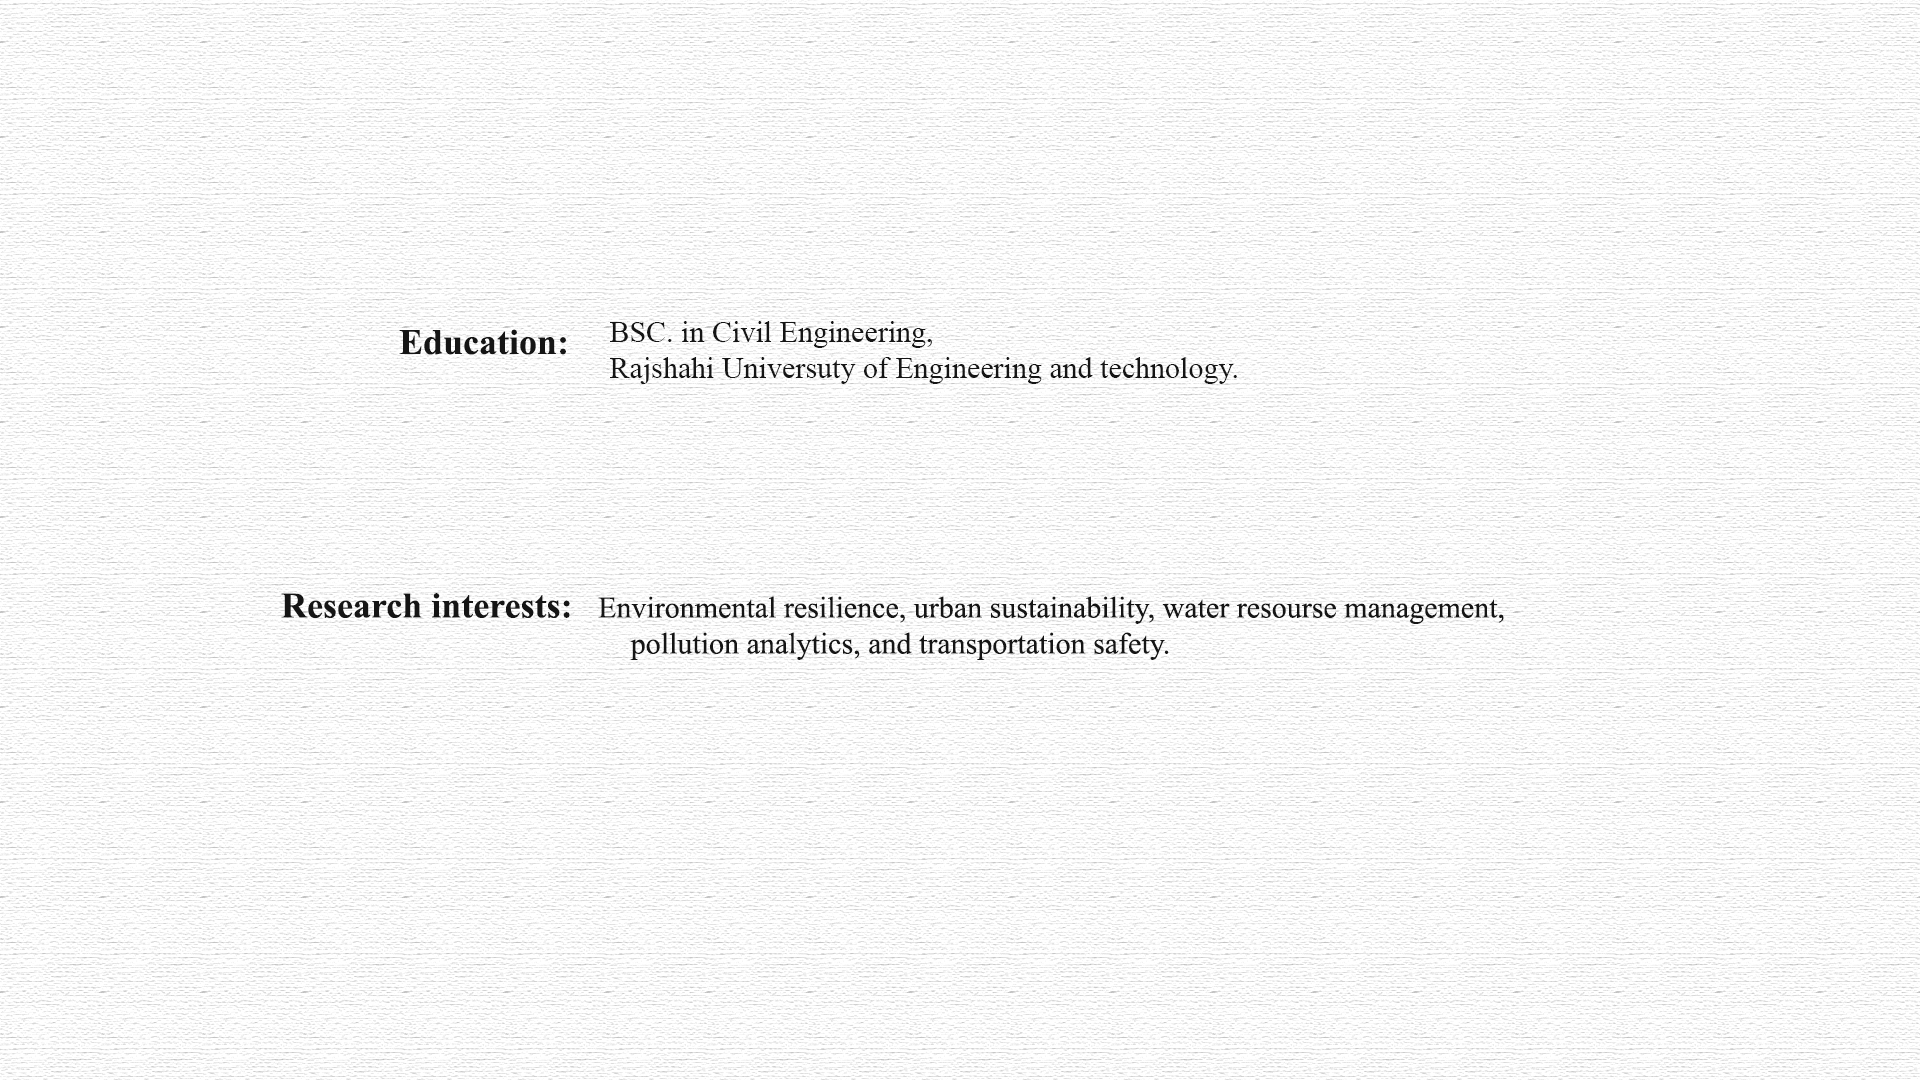 Education: BSC. in Civil Engineering,
Rajshahi Universuty of Engineering and technology.
Research interests: Environmental resilience, urban sustainability, water resourse management,
pollution analytics, and transportation safety.